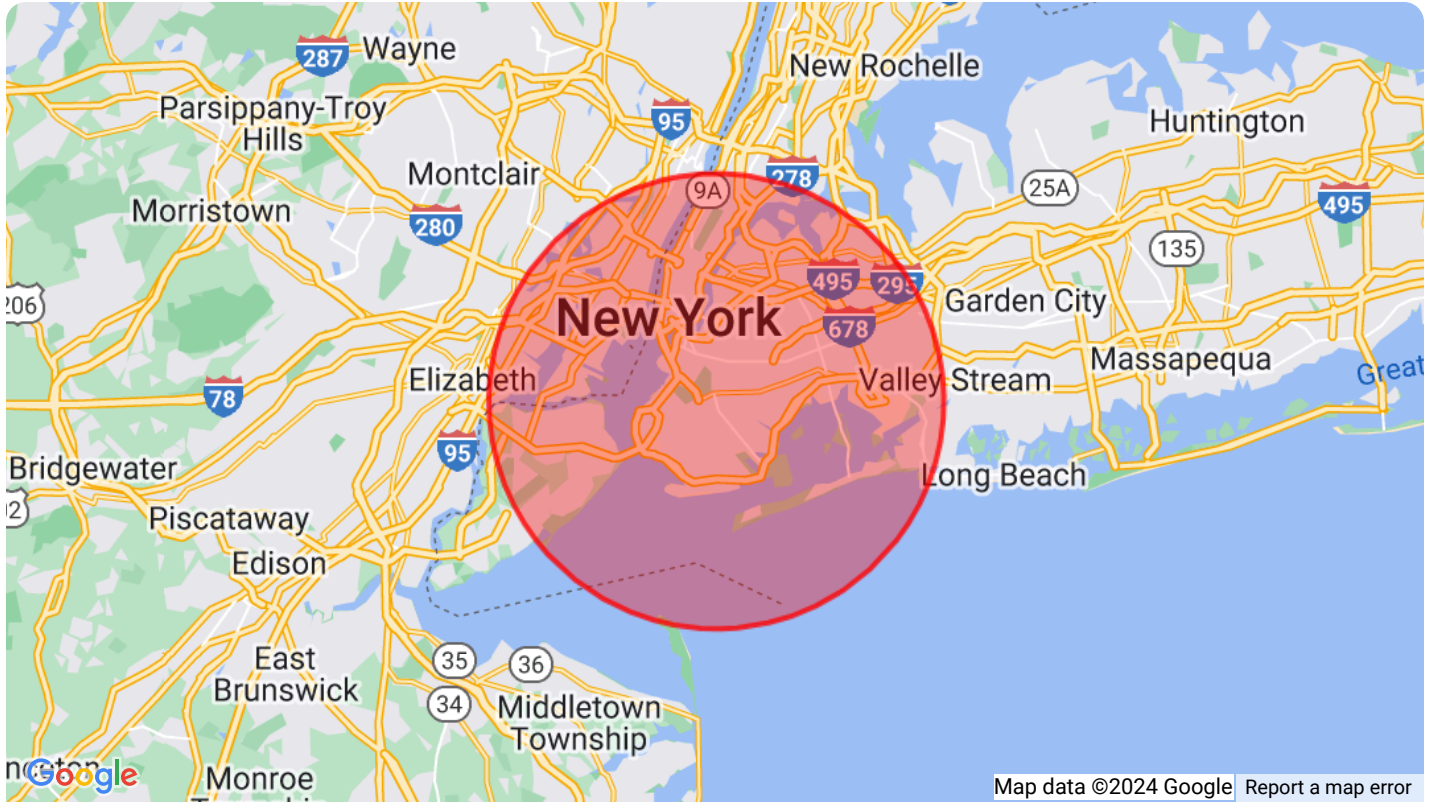 287
Wayne
New Rochelle
Parsippany-Troy
Hills
95
Huntington
Montclair
9A
278
25A
495
Morristown
280
135
495
295
206
New York
678
Garden City
Massapequa
Elizabeth
Valley Stream
Great
78
95
Bridgewater
Long Beach
Piscataway
Edison
35
36
East
Brunswick
34
Middletown
Township
Google
Monroe
Map data ©2024 Google
Report a map error